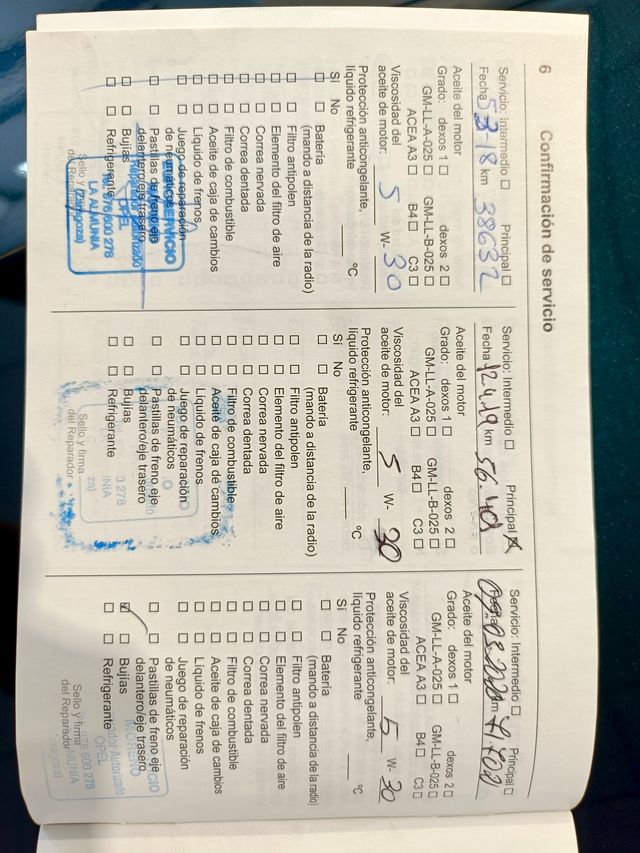 6 Confirmación de servicio
Servicio: Intermedio □ Principal □
Fecha 5-3-18 km 38632
Aceite del motor
Grado: dexos 1 □ dexos 2 □
GM-LL-A-025 □ GM-LL-B-025 □
ACEA A3 □ B4 □ C3 □
Viscosidad del
aceite de motor: 5 W- 30
Protección anticongelante,
líquido refrigerante °C
Sí No
□ □ Batería
(mando a distancia de la radio)
□ □ Filtro antipolen
□ □ Elemento del filtro de aire
□ □ Correa nervada
□ □ Correa dentada
□ □ Filtro de combustible
□ □ Aceite de caja de cambios
□ □ Líquido de frenos
□ □ Juego de reparación
de neumáticos
□ □ Pastillas de freno eje
delantero/eje trasero
□ □ Bujías
□ □ Refrigerante
Sello y firma
del Reparador
OPEL
976 600 278
LA ALMUNIA
(Zaragoza)
Servicio: Intermedio □ Principal ☒
Fecha 12.4.19 km 56.401
Aceite del motor
Grado: dexos 1 □ dexos 2 □
GM-LL-A-025 □ GM-LL-B-025 □
ACEA A3 □ B4 □ C3 □
Viscosidad del
aceite de motor: 5 W- 30
Protección anticongelante,
líquido refrigerante °C
Sí No
□ □ Batería
(mando a distancia de la radio)
□ □ Filtro antipolen
□ □ Elemento del filtro de aire
□ □ Correa nervada
□ □ Correa dentada
□ □ Filtro de combustible
□ □ Aceite de caja de cambios
□ □ Líquido de frenos
□ □ Juego de reparación
de neumáticos
□ □ Pastillas de freno eje
delantero/eje trasero
□ □ Bujías
□ □ Refrigerante
Sello y firma
del Reparador
Servicio: Intermedio □ Principal □
Aceite del motor
Grado: dexos 1 □ dexos 2 □
GM-LL-A-025 □ GM-LL-B-025 □
ACEA A3 □ B4 □ C3 □
Viscosidad del
aceite de motor: 5 W- 30
Protección anticongelante,
líquido refrigerante °C
Sí No
□ □ Batería
(mando a distancia de la radio)
□ □ Filtro antipolen
□ □ Elemento del filtro de aire
□ □ Correa nervada
□ □ Correa dentada
□ □ Filtro de combustible
□ □ Aceite de caja de cambios
□ □ Líquido de frenos
□ □ Juego de reparación
de neumáticos
□ □ Pastillas de freno eje
delantero/eje trasero
☑ □ Bujías
□ □ Refrigerante
Sello y firma
del Reparador
OPEL
976 600 278